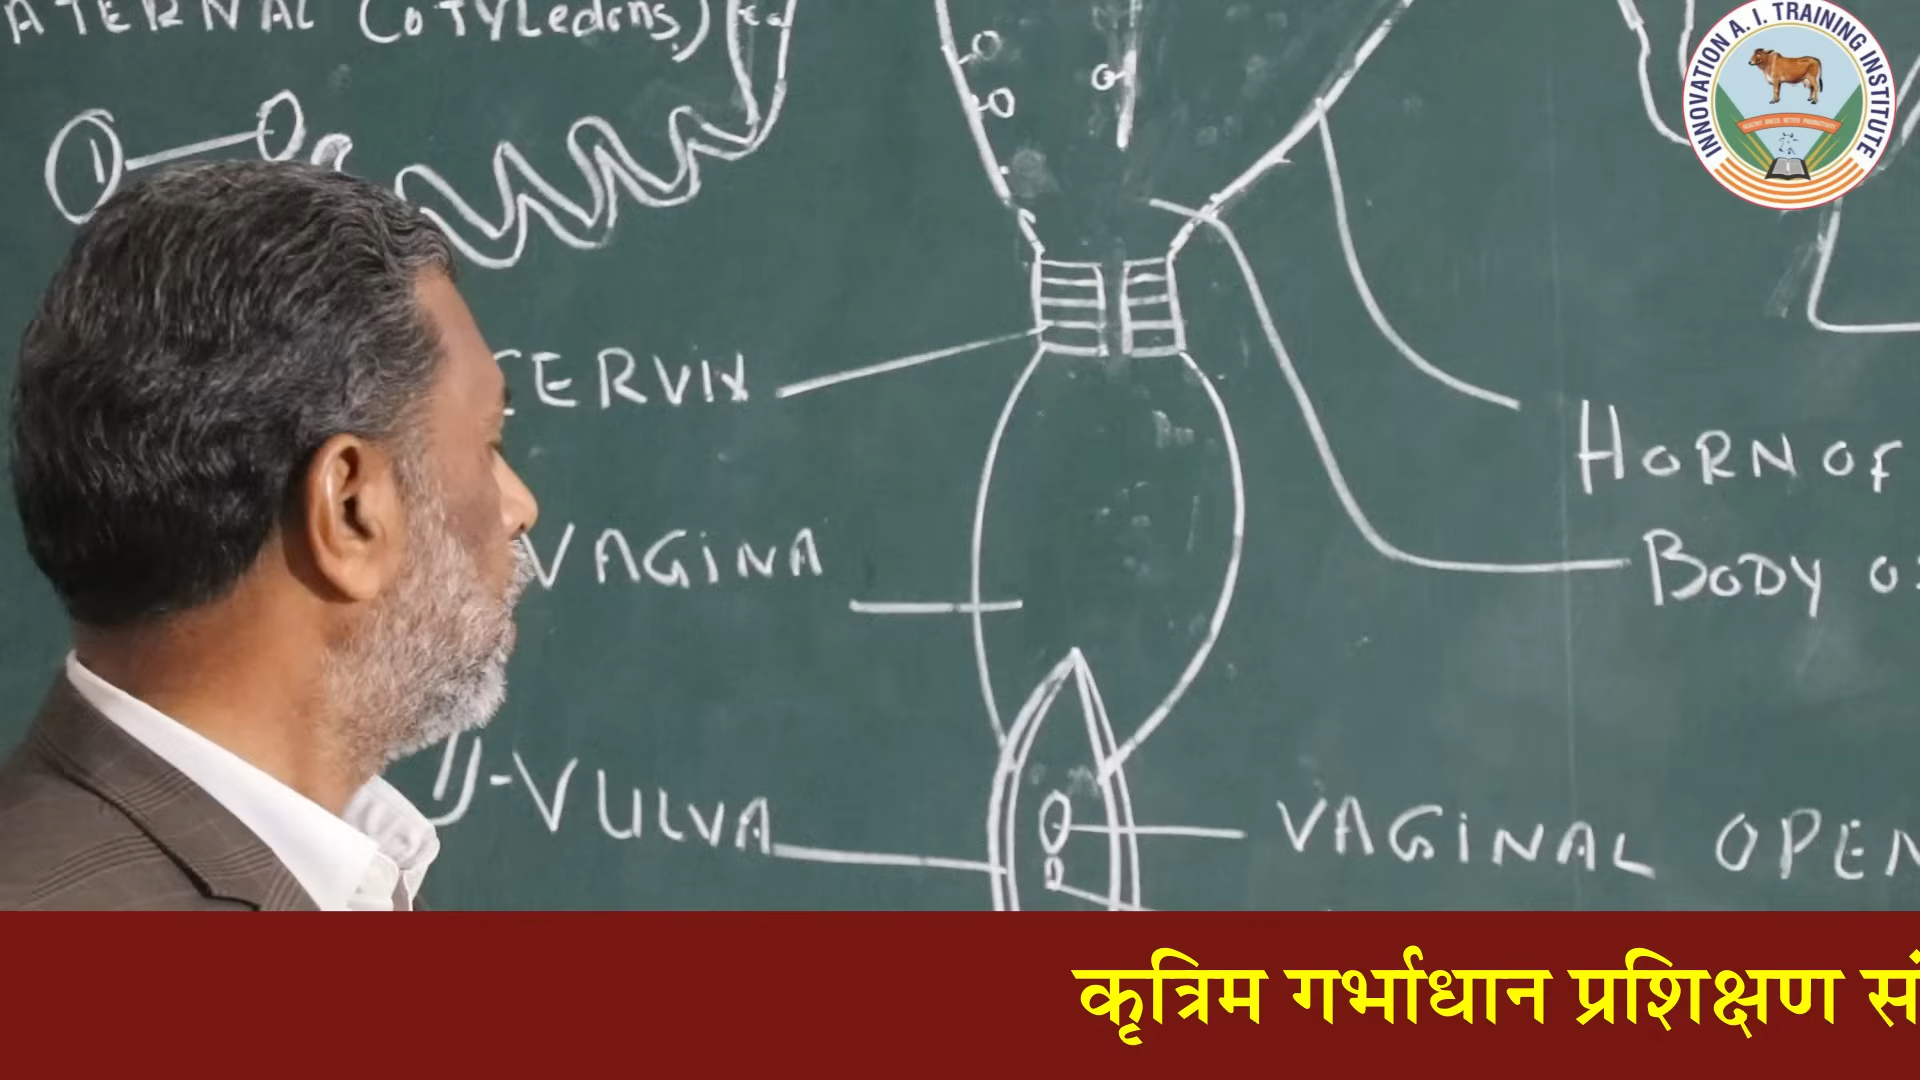 ATERNAL COTYLEDONS)
INNOVATION A. I. TRAINING INSTITUTE
CERVIX
HORN OF
VAGINA
BODY
VULVA
VAGINAL OPEN
कृत्रिम गर्भाधान प्रशिक्षण सं